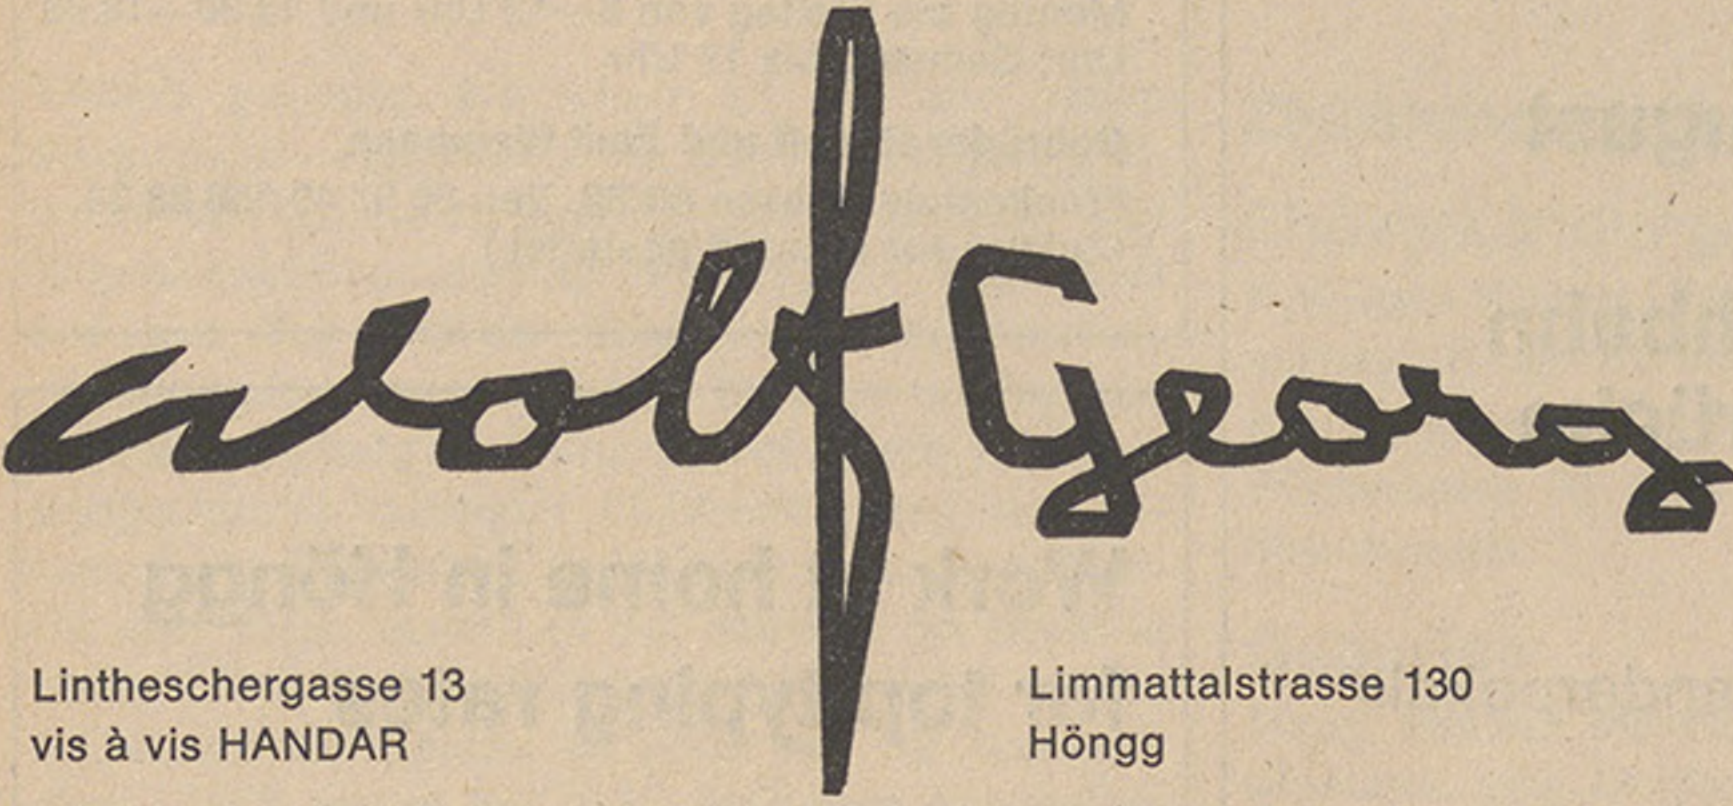 adolf Georg
Lintheschergasse 13
vis à vis HANDAR
Limmattalstrasse 130
Höngg